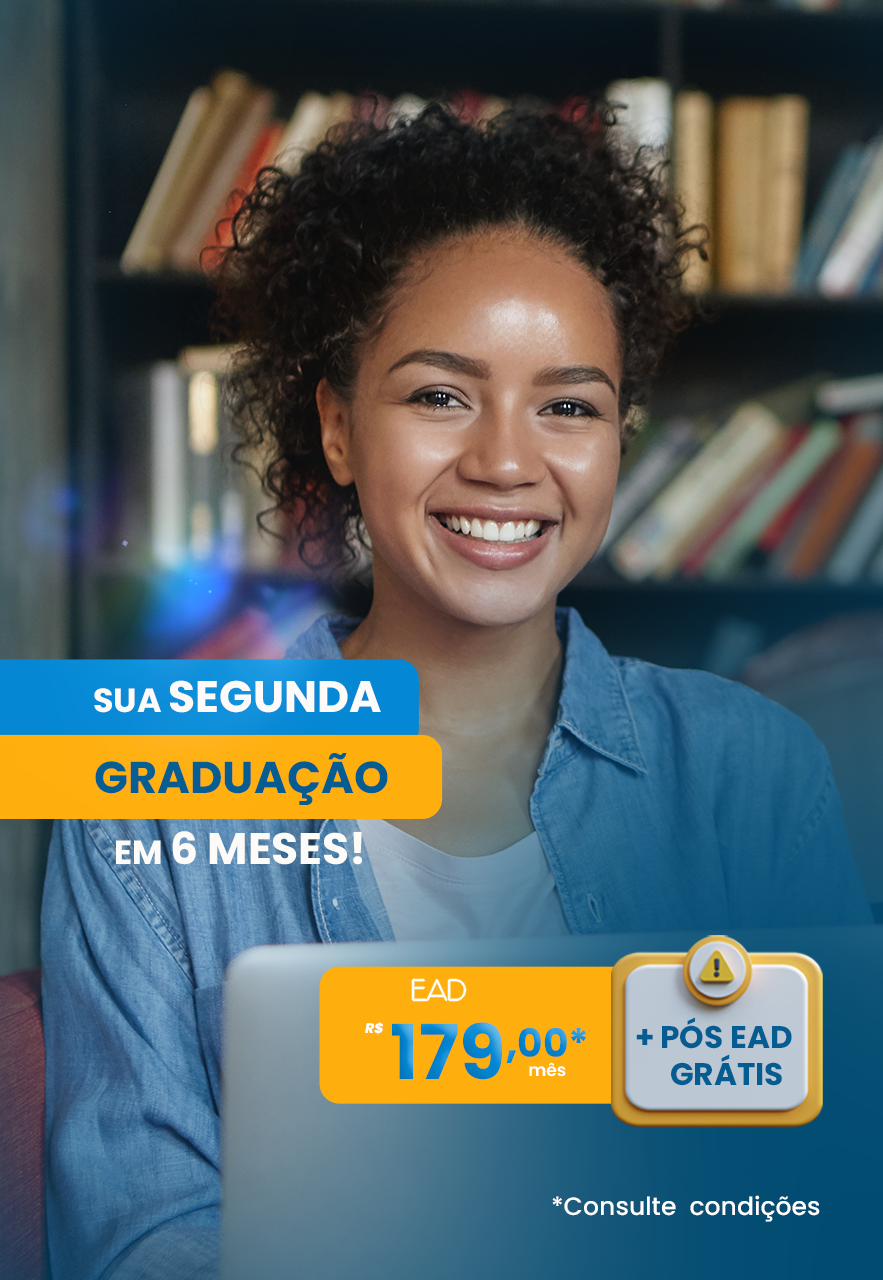 SUA SEGUNDA
GRADUAÇÃO
EM 6 MESES!
EAD
R$ 179,00*
mês
+ PÓS EAD
GRÁTIS
*Consulte condições